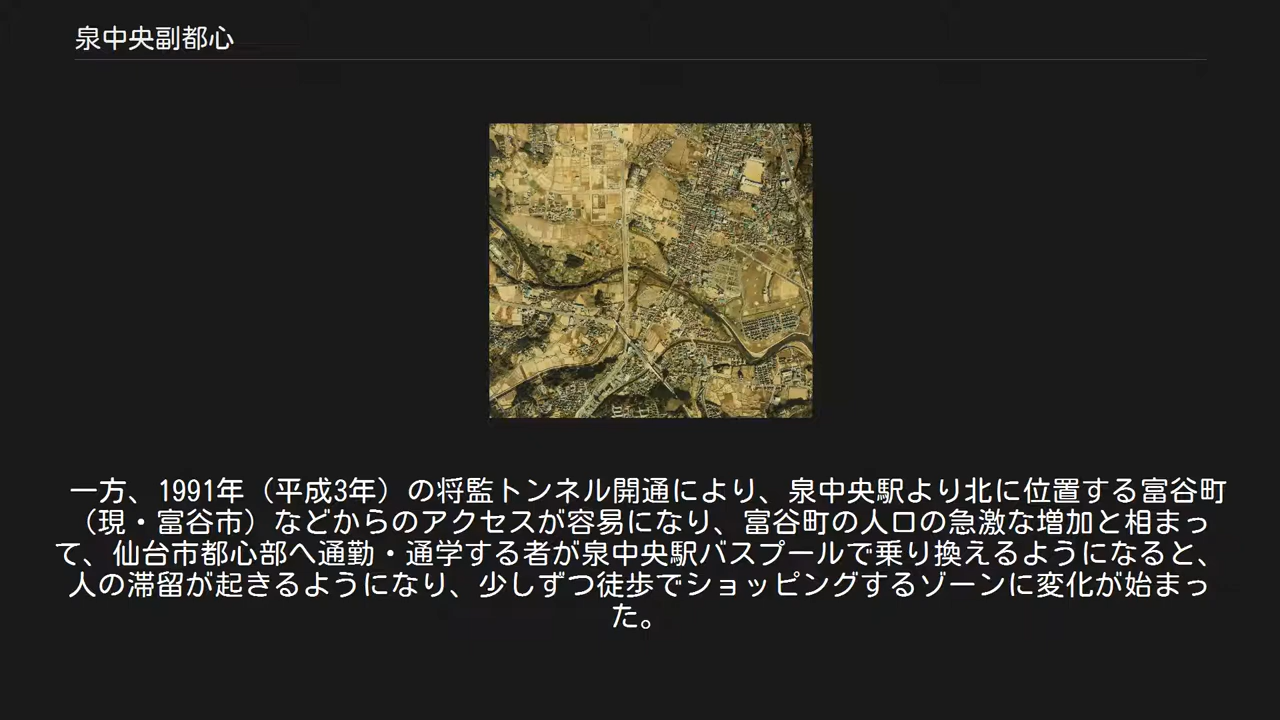 泉中央副都心
一方、1991年（平成3年）の将監トンネル開通により、泉中央駅より北に位置する富谷町
（現・富谷市）などからのアクセスが容易になり、富谷町の人口の急激な増加と相まっ
て、仙台市都心部へ通勤・通学する者が泉中央駅バスプールで乗り換えるようになると、
人の滞留が起きるようになり、少しずつ徒歩でショッピングするゾーンに変化が始まっ
た。